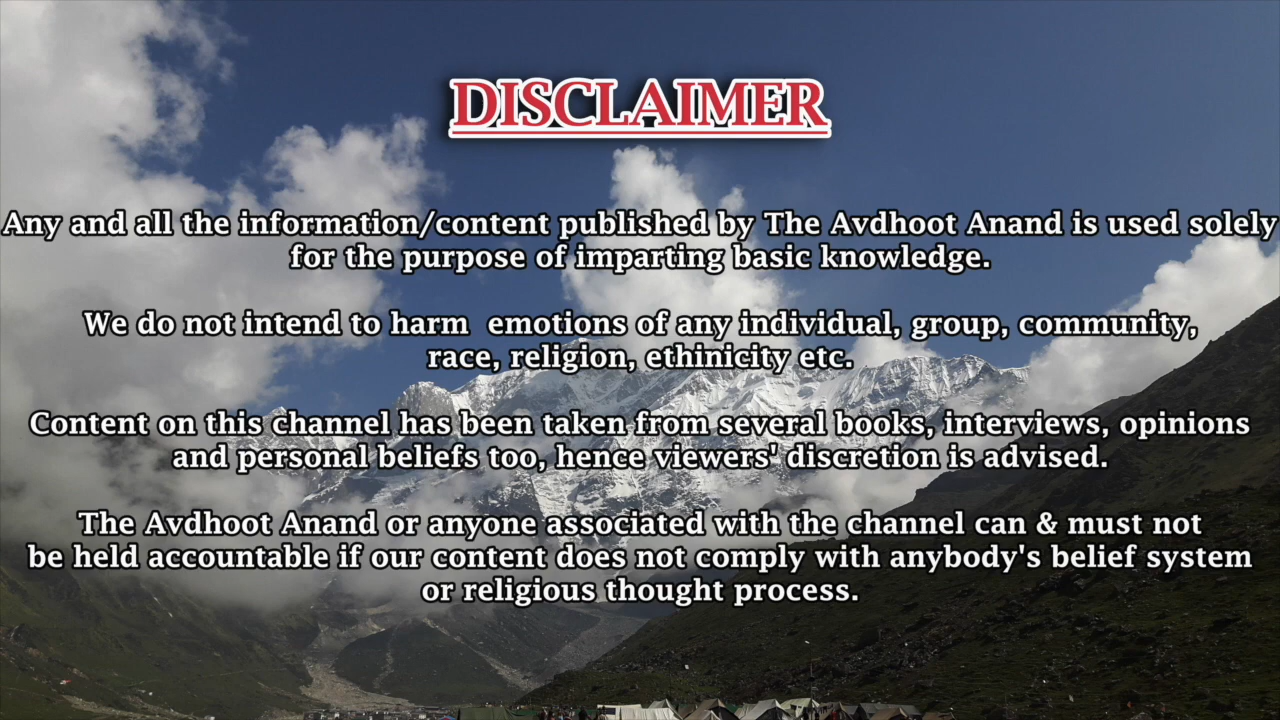 DISCLAIMER
Any and all the information/content published by The Avdhoot Anand is used solely
for the purpose of imparting basic knowledge.
We do not intend to harm  emotions of any individual, group, community,
race, religion, ethinicity etc.
Content on this channel has been taken from several books, interviews, opinions
and personal beliefs too, hence viewers' discretion is advised.
The Avdhoot Anand or anyone associated with the channel can & must not
be held accountable if our content does not comply with anybody's belief system
or religious thought process.